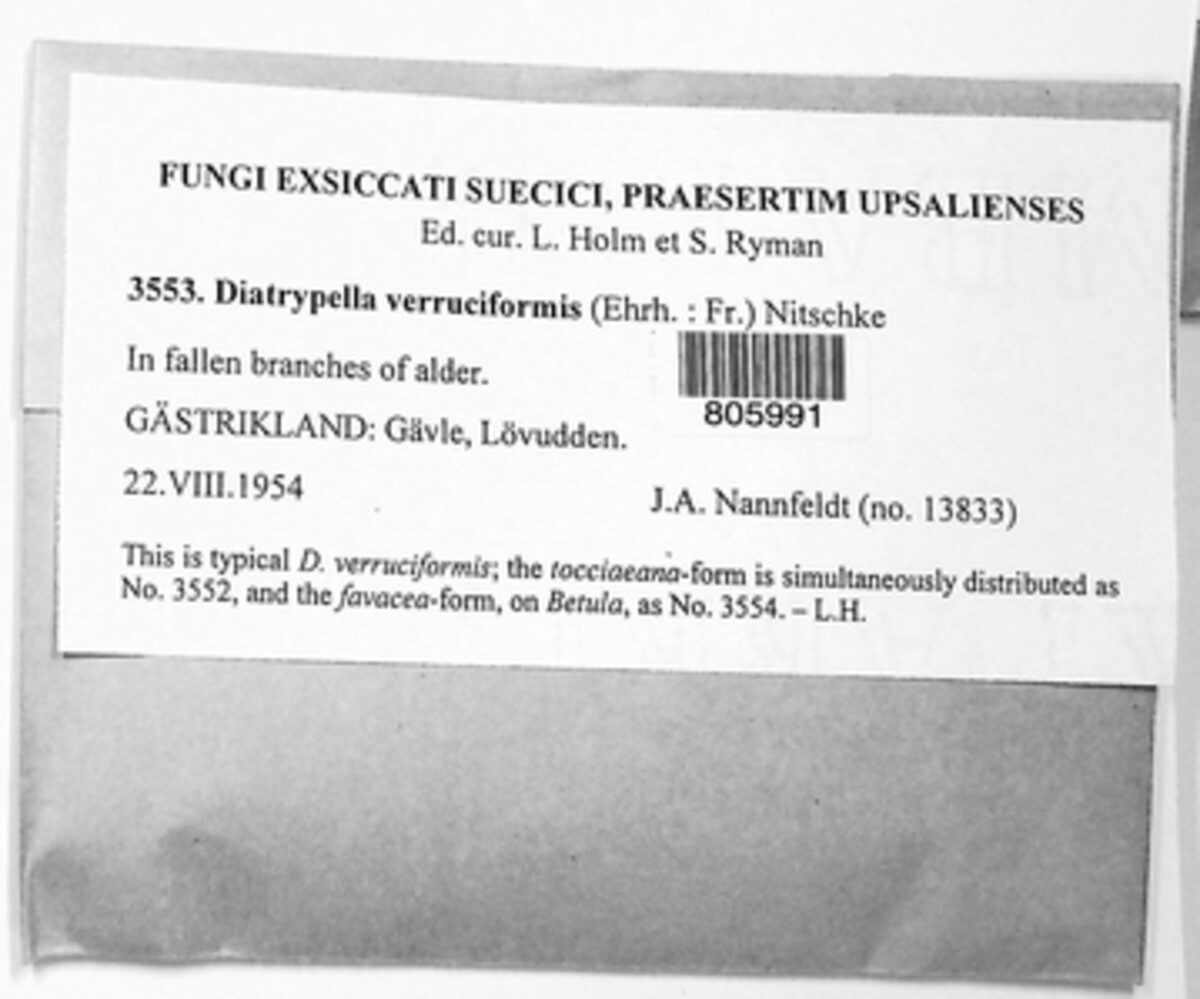 FUNGI EXSICCATI SUECICI, PRAESERTIM UPSALIENSES
Ed. cur. L. Holm et S. Ryman
3553. Diatrypella verruciformis (Ehrh. : Fr.) Nitschke
In fallen branches of alder.
805991
GÄSTRIKLAND: Gävle, Lövudden.
22.VIII.1954 J.A. Nannfeldt (no. 13833)
This is typical D. verruciformis; the tocciaeana-form is simultaneously distributed as
No. 3552, and the favacea-form, on Betula, as No. 3554. – L.H.